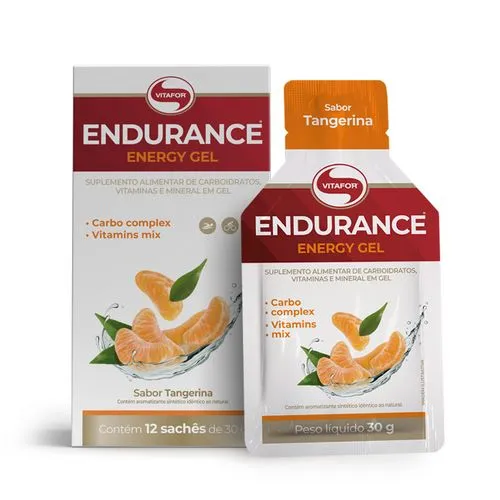 VITAFOR
ENDURANCE
ENERGY GEL
SUPLEMENTO ALIMENTAR DE CARBOIDRATOS,
VITAMINAS E MINERAL EM GEL
• Carbo complex
• Vitamins mix
Sabor Tangerina
Contém aromatizante sintético idêntico ao natural.
Contém 12 sachês de 30
Sabor
Tangerina
VITAFOR
ENDURANCE
ENERGY GEL
SUPLEMENTO ALIMENTAR DE CARBOIDRATOS,
VITAMINAS E MINERAL EM GEL
• Carbo
complex
• Vitamins
mix
Contém aromatizante sintético idêntico ao natural.
Peso líquido 30 g